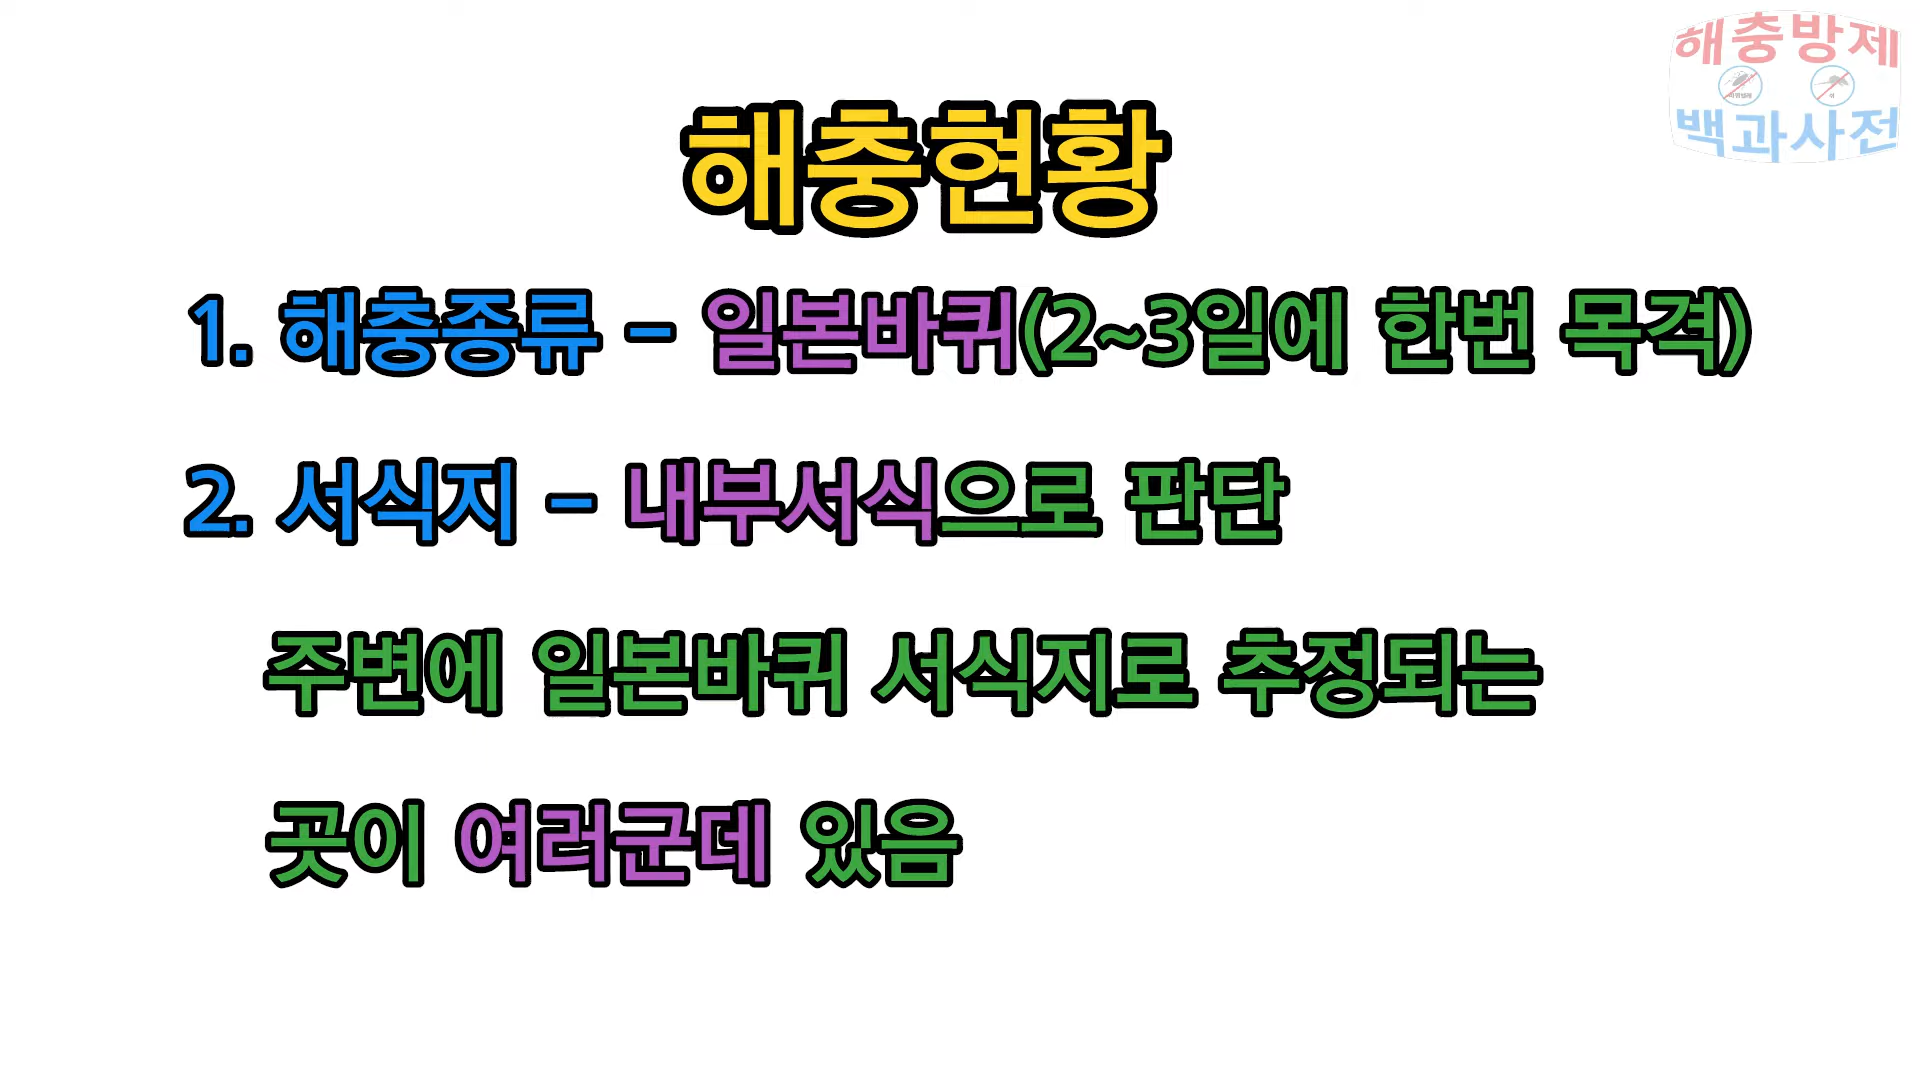 해충방제
백과사전
해충현황
1. 해충종류 - 일본바퀴(2~3일에 한번 목격)
2. 서식지 - 내부서식으로 판단
주변에 일본바퀴 서식지로 추정되는
곳이 여러군데 있음